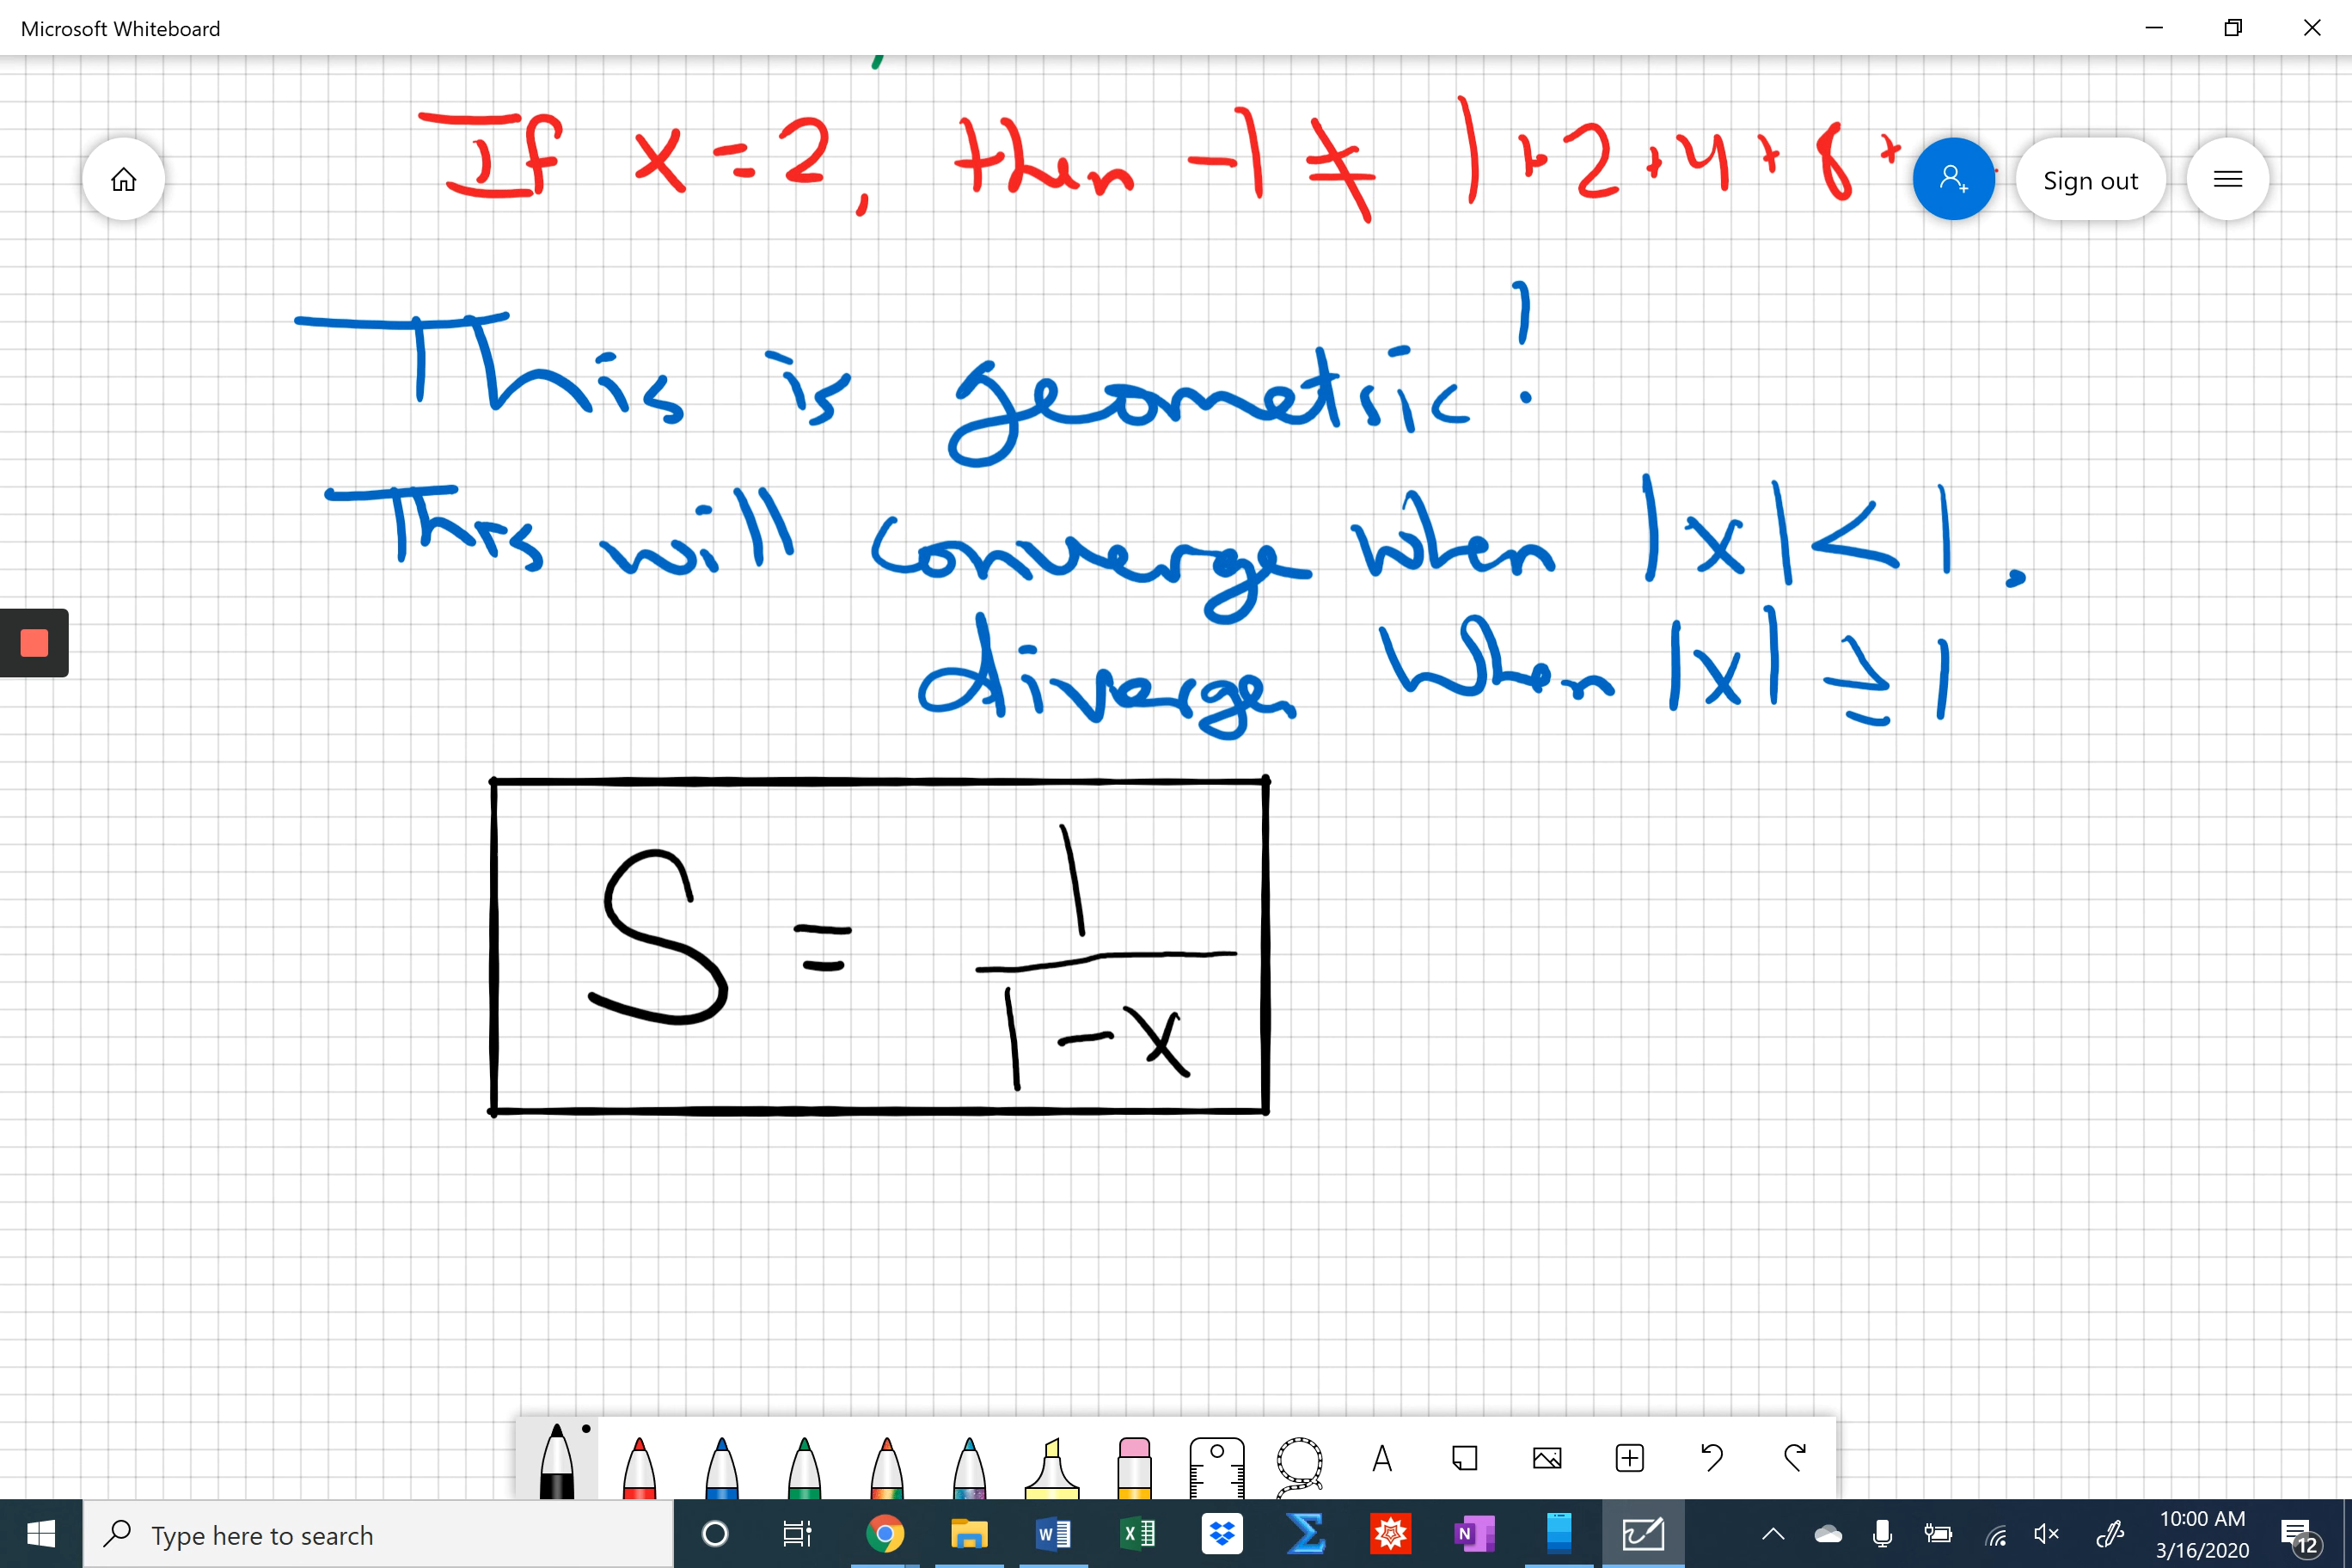 Microsoft Whiteboard
If x = 2, then -1 ≠ 1 + 2 + 4 + 8 +
Sign out
This is geometric!
This will converge when |x| < 1.
diverge when |x| ≥ 1
S = 1/(1-x)
A
Type here to search
10:00 AM
3/16/2020
12